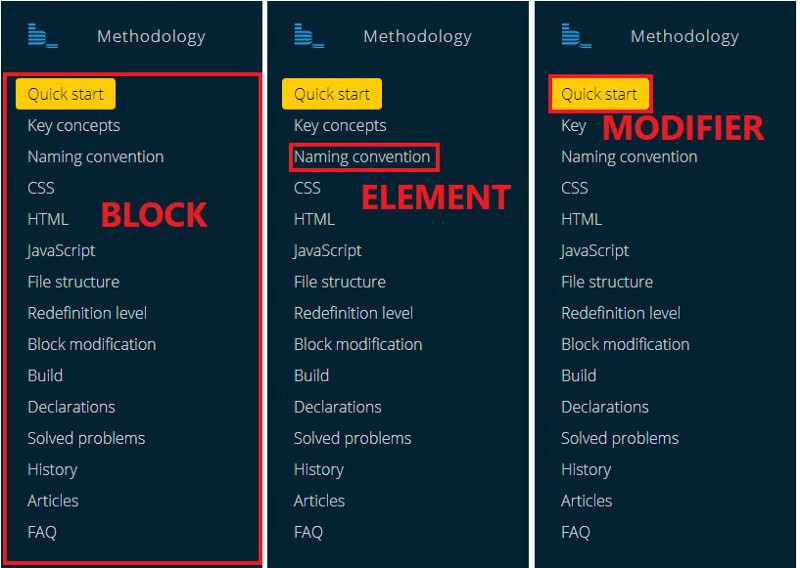 Methodology
Quick start
Key concepts
Naming convention
CSS
HTML
JavaScript
File structure
Redefinition level
Block modification
Build
Declarations
Solved problems
History
Articles
FAQ
BLOCK
Methodology
Quick start
Key concepts
Naming convention
CSS
HTML
JavaScript
File structure
Redefinition level
Block modification
Build
Declarations
Solved problems
History
Articles
FAQ
ELEMENT
Methodology
Quick start
Key
Naming convention
CSS
HTML
JavaScript
File structure
Redefinition level
Block modification
Build
Declarations
Solved problems
History
Articles
FAQ
MODIFIER